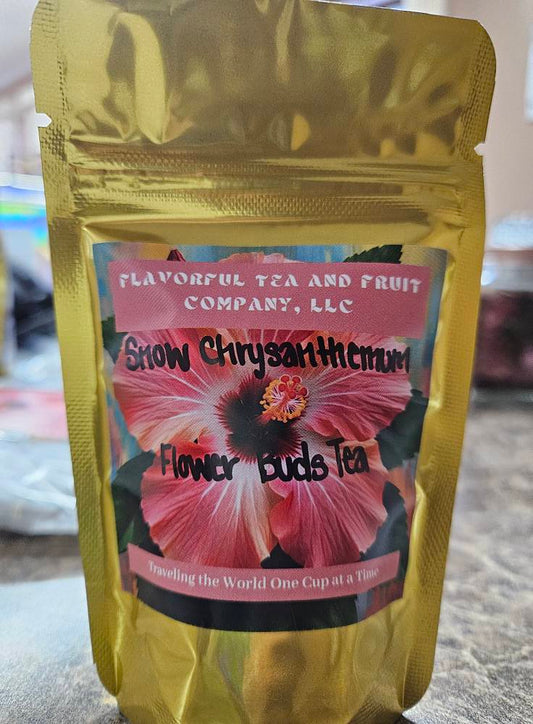 FLAVORFUL TEA AND FRUIT
COMPANY, LLC
Snow Chrysanthemum
Flower Buds Tea
Traveling the World One Cup at a Time